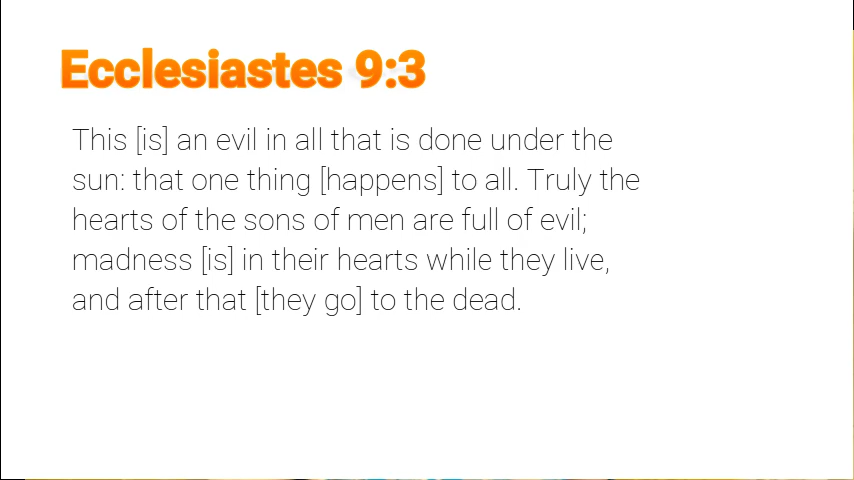 Ecclesiastes 9:3
This [is] an evil in all that is done under the
sun: that one thing [happens] to all. Truly the
hearts of the sons of men are full of evil;
madness [is] in their hearts while they live,
and after that [they go] to the dead.